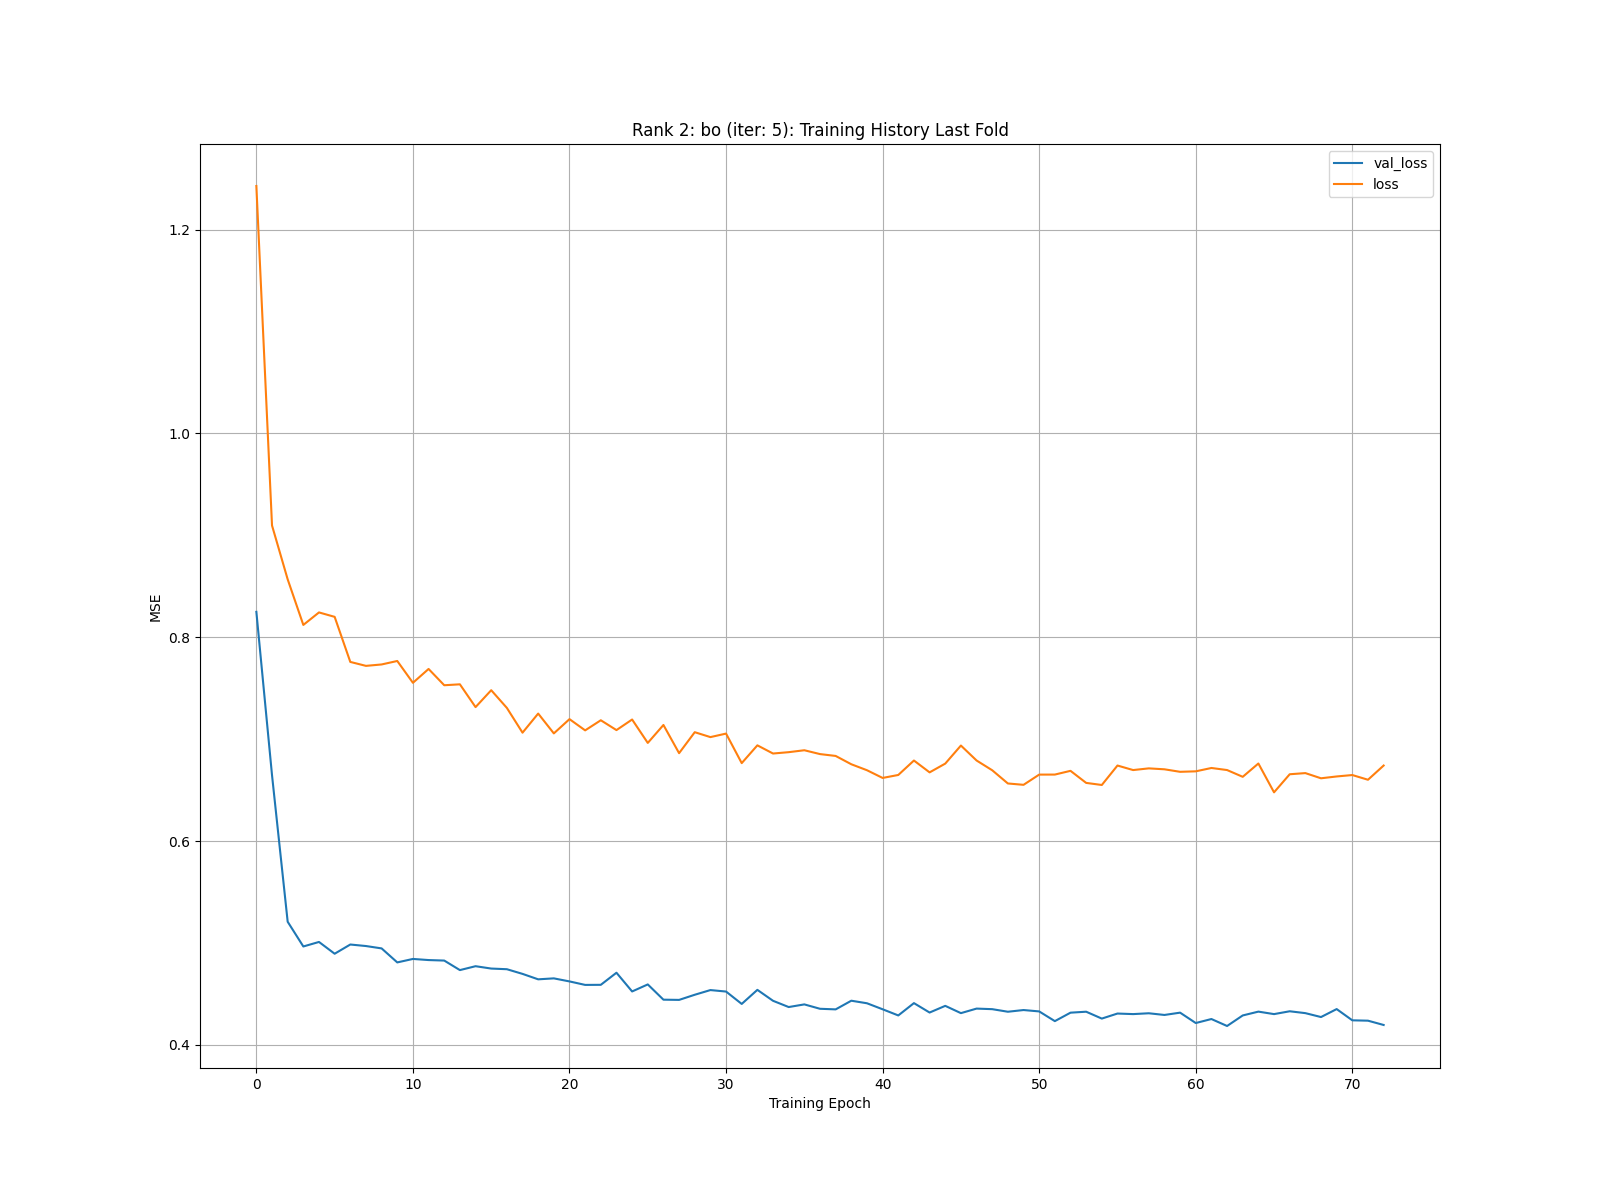 Rank 2: bo (iter: 5): Training History Last Fold
val_loss
loss
1.2
1.0
0.8
0.6
0.4
MSE
0 10 20 30 40 50 60 70
Training Epoch